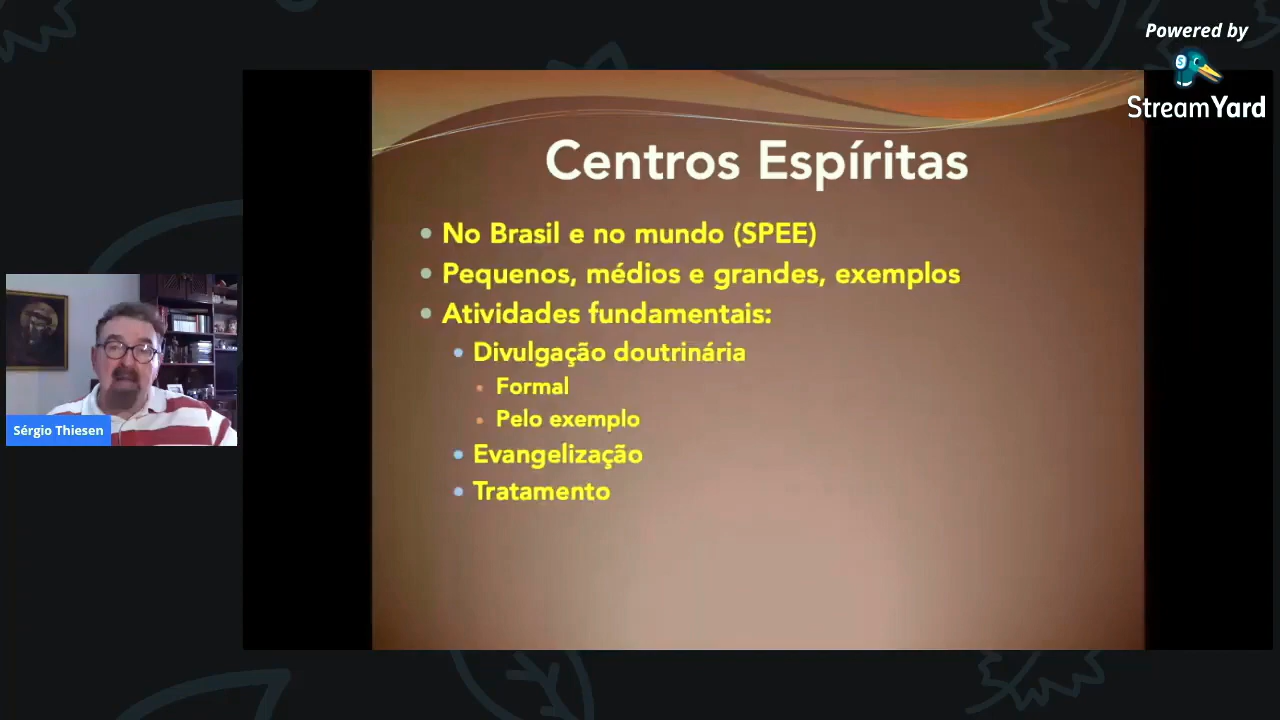 Powered by
StreamYard
Centros Espíritas
No Brasil e no mundo (SPEE)
Pequenos, médios e grandes, exemplos
Atividades fundamentais:
Divulgação doutrinária
Formal
Pelo exemplo
Evangelização
Tratamento
Sérgio Thiesen